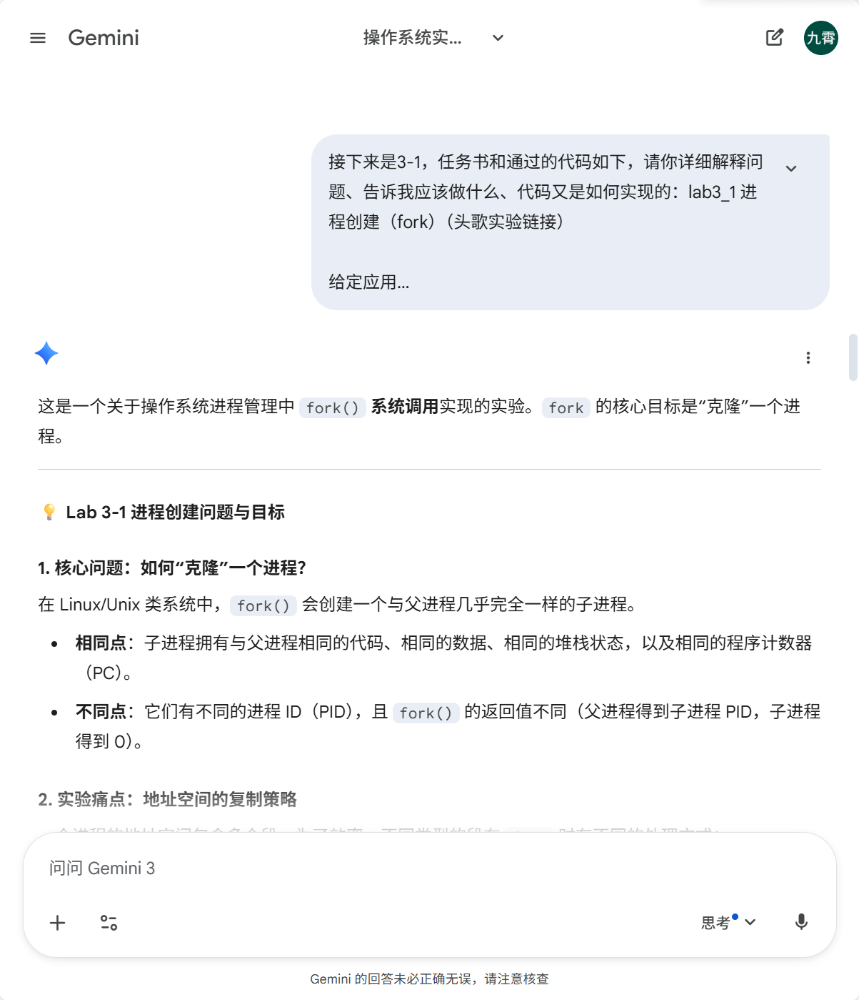 Gemini
操作系统实...
九霄
接下来是3-1，任务书和通过的代码如下，请你详细解释问
题、告诉我应该做什么、代码又是如何实现的：lab3_1 进
程创建（fork）（头歌实验链接）
给定应用...
这是一个关于操作系统进程管理中 fork() 系统调用实现的实验。fork 的核心目标是“克隆”一个进
程。
Lab 3-1 进程创建问题与目标
1. 核心问题：如何“克隆”一个进程？
在 Linux/Unix 类系统中，fork() 会创建一个与父进程几乎完全一样的子进程。
• 相同点：子进程拥有与父进程相同的代码、相同的数据、相同的堆栈状态，以及相同的程序计数器
（PC）。
• 不同点：它们有不同的进程 ID（PID），且 fork() 的返回值不同（父进程得到子进程 PID，子进程
得到 0）。
2. 实验痛点：地址空间的复制策略
问问 Gemini 3
思考
Gemini 的回答未必正确无误，请注意核查